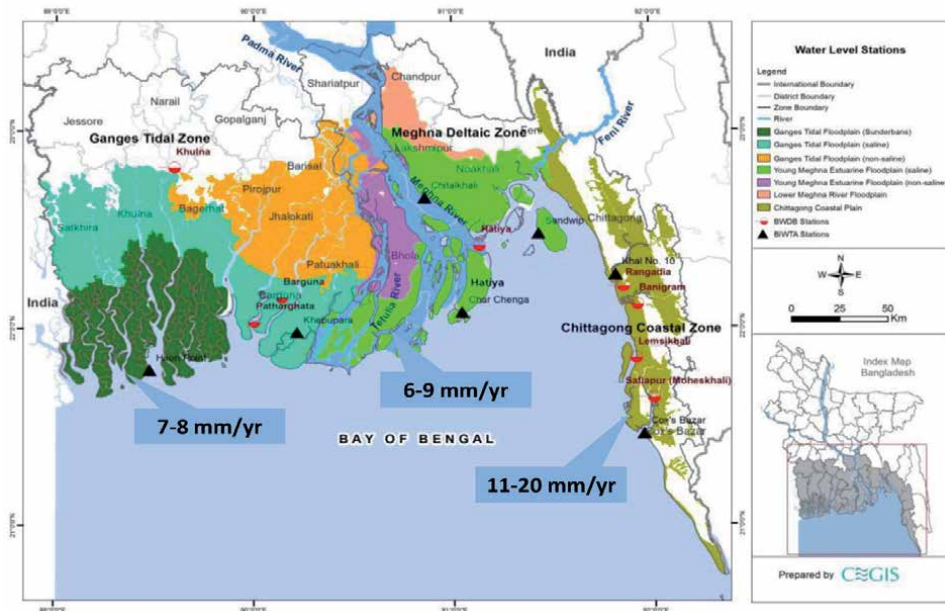 India
India
Padma River
Shariatpur
Chandpur
Narail
Jessore
Gopalganj
Ganges Tidal Zone
Khulna
Meghna Deltaic Zone
Feni River
Lakshmipur
Noakhali
Barisal
Pirojpur
Bagerhat
Khulna
Satkhira
Jhalokati
Meghna River
Sandwip
Chittagong
Hatiya
Bhola
Patuakhali
Khal No. 10
Rangadia
Banigram
Barguna
Barguna
Patharghata
Khepupara
Tetulia River
Hatiya
Char Chenga
India
Chittagong Coastal Zone
Lemsikhali
Saflapur (Moheskhali)
Cox's Bazar
Cox's Bazar
6-9 mm/yr
7-8 mm/yr
BAY OF BENGAL
11-20 mm/yr
Water Level Stations
Legend
International Boundary
District Boundary
Zone Boundary
River
Ganges Tidal Floodplain (Sunderbans)
Ganges Tidal Floodplain (saline)
Ganges Tidal Floodplain (non-saline)
Young Meghna Estuarine Floodplain (saline)
Young Meghna Estuarine Floodplain (non-saline)
Lower Meghna River Floodplain
Chittagong Coastal Plain
BWDB Stations
BIWTA Stations
N
W E
S
0 25 50
Km
Index Map
Bangladesh
Prepared by CEGIS